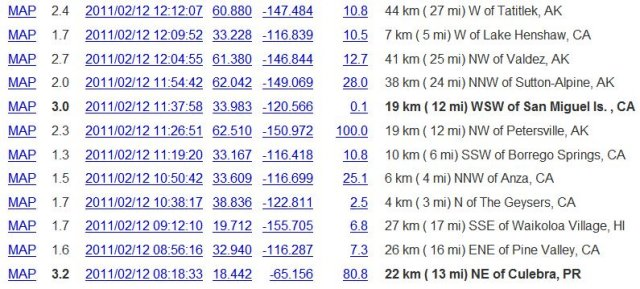 MAP 2.4 2011/02/12 12:12:07 60.880 -147.484 10.8 44 km ( 27 mi) W of Tatitlek, AK
MAP 1.7 2011/02/12 12:09:52 33.228 -116.839 10.5 7 km ( 5 mi) W of Lake Henshaw, CA
MAP 2.7 2011/02/12 12:04:55 61.380 -146.844 12.7 41 km ( 25 mi) NW of Valdez, AK
MAP 2.0 2011/02/12 11:54:42 62.042 -149.069 28.0 38 km ( 24 mi) NNW of Sutton-Alpine, AK
MAP 3.0 2011/02/12 11:37:58 33.983 -120.566 0.1 19 km ( 12 mi) WSW of San Miguel Is. , CA
MAP 2.3 2011/02/12 11:26:51 62.510 -150.972 100.0 19 km ( 12 mi) NW of Petersville, AK
MAP 1.3 2011/02/12 11:19:20 33.167 -116.418 10.8 10 km ( 6 mi) SSW of Borrego Springs, CA
MAP 1.5 2011/02/12 10:50:42 33.609 -116.699 25.1 6 km ( 4 mi) NNW of Anza, CA
MAP 1.7 2011/02/12 10:38:17 38.836 -122.811 2.5 4 km ( 3 mi) N of The Geysers, CA
MAP 1.7 2011/02/12 09:12:10 19.712 -155.705 6.8 27 km ( 17 mi) SSE of Waikoloa Village, HI
MAP 1.6 2011/02/12 08:56:16 32.940 -116.287 7.3 26 km ( 16 mi) ENE of Pine Valley, CA
MAP 3.2 2011/02/12 08:18:33 18.442 -65.156 80.8 22 km ( 13 mi) NE of Culebra, PR